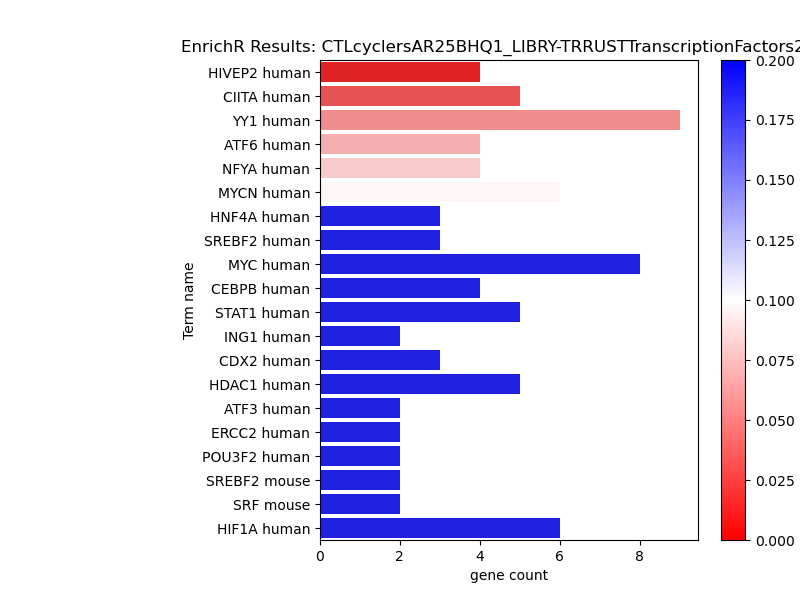 EnrichR Results: CTLcyclersAR25BHQ1_LIBRY-TRRUSTTranscriptionFactors2
HIVEP2 human
CIITA human
YY1 human
ATF6 human
NFYA human
MYCN human
HNF4A human
SREBF2 human
MYC human
CEBPB human
STAT1 human
ING1 human
CDX2 human
HDAC1 human
ATF3 human
ERCC2 human
POU3F2 human
SREBF2 mouse
SRF mouse
HIF1A human
Term name
0 2 4 6 8
gene count
0.200
0.175
0.150
0.125
0.100
0.075
0.050
0.025
0.000